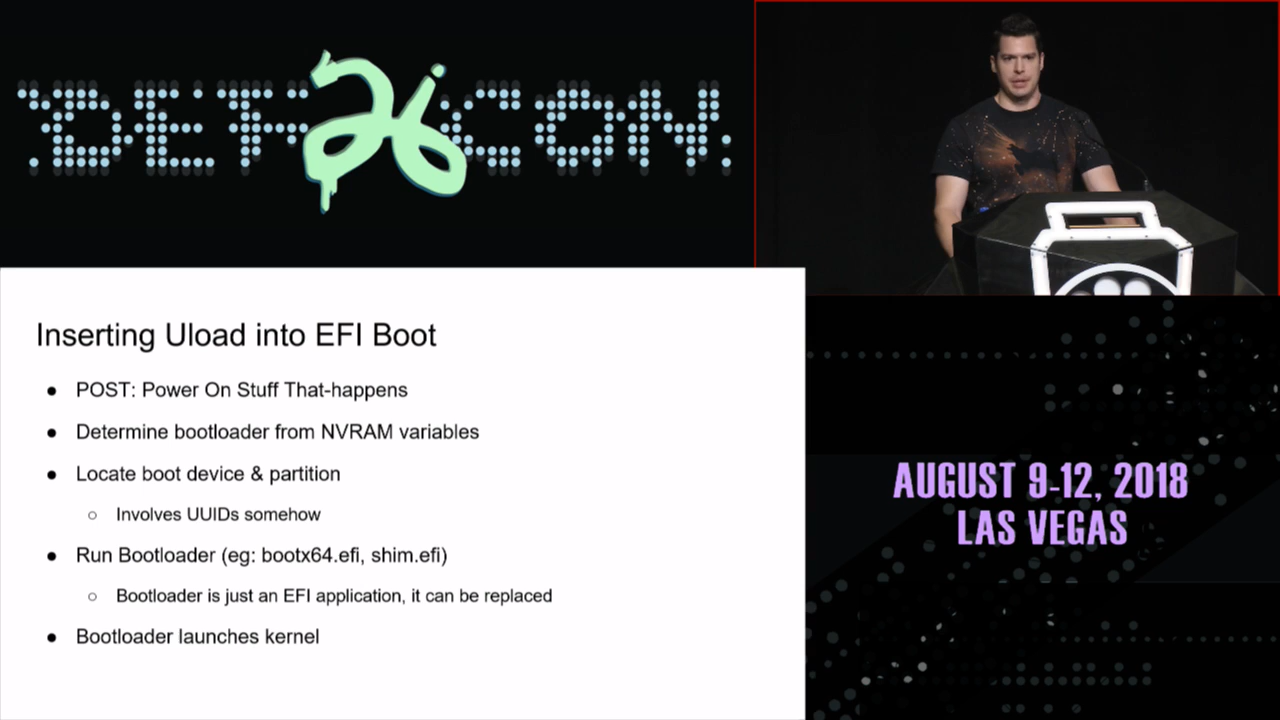 DEF 26 CON
Inserting Uload into EFI Boot
● POST: Power On Stuff That-happens
● Determine bootloader from NVRAM variables
● Locate boot device & partition
○ Involves UUIDs somehow
● Run Bootloader (eg: bootx64.efi, shim.efi)
○ Bootloader is just an EFI application, it can be replaced
● Bootloader launches kernel
AUGUST 9-12, 2018
LAS VEGAS